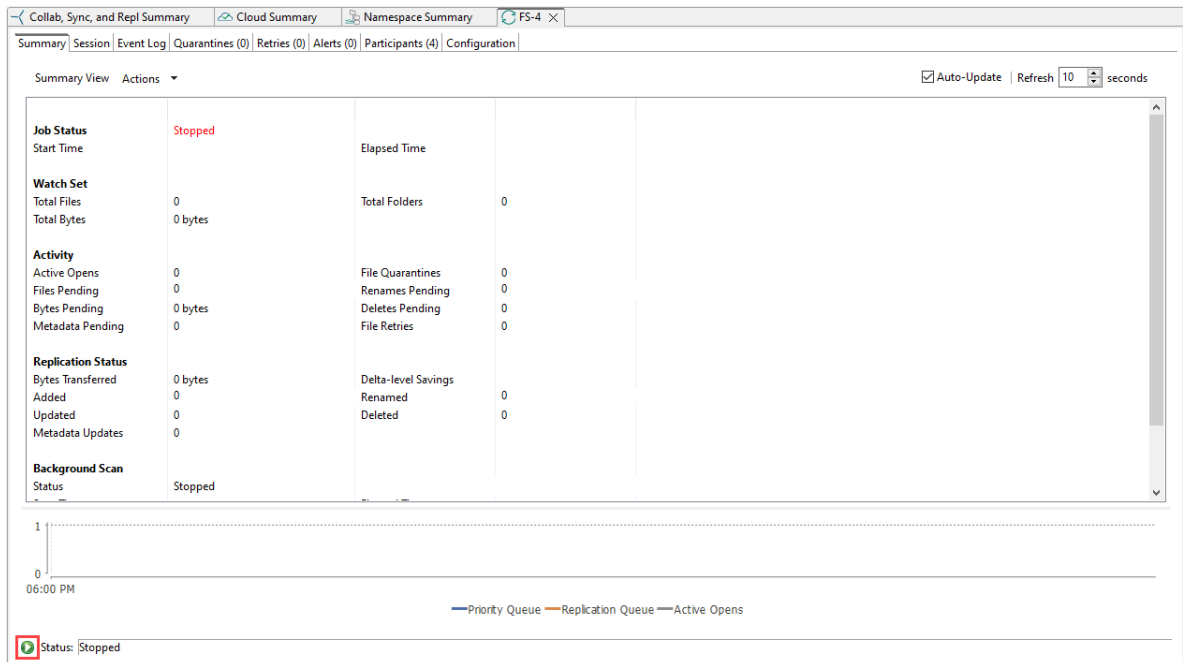 Collab, Sync, and Repl Summary Cloud Summary Namespace Summary FS-4
Summary Session Event Log Quarantines (0) Retries (0) Alerts (0) Participants (4) Configuration
Summary View Actions Auto-Update Refresh 10 seconds
Job Status Stopped
Start Time Elapsed Time
Watch Set
Total Files 0 Total Folders 0
Total Bytes 0 bytes
Activity
Active Opens 0 File Quarantines 0
Files Pending 0 Renames Pending 0
Bytes Pending 0 bytes Deletes Pending 0
Metadata Pending 0 File Retries 0
Replication Status
Bytes Transferred 0 bytes Delta-level Savings
Added 0 Renamed 0
Updated 0 Deleted 0
Metadata Updates 0
Background Scan
Status Stopped
1
0
06:00 PM
Priority Queue Replication Queue Active Opens
Status: Stopped